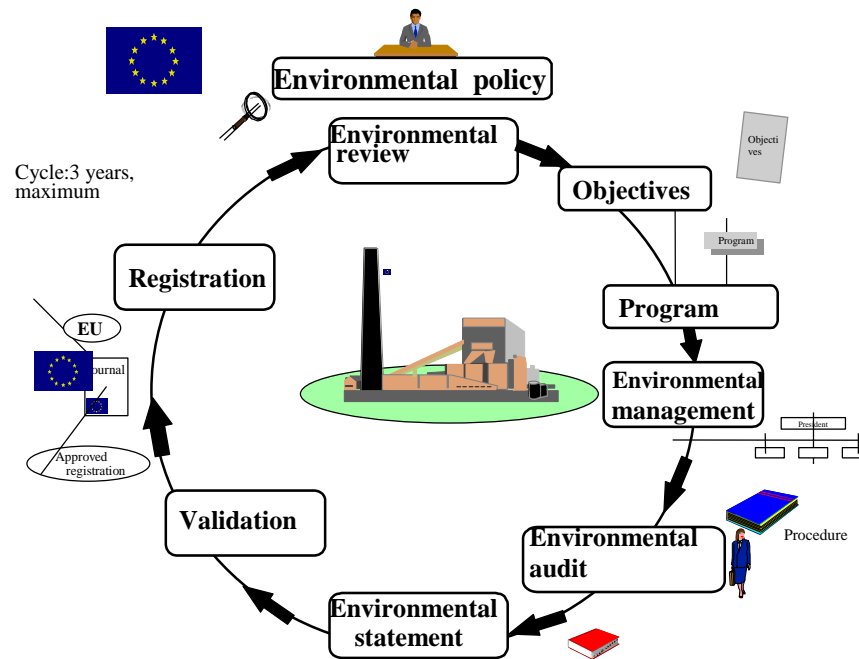 Environmental policy
Environmental
review
Cycle:3 years,
maximum
Objectives
Objecti
ves
Program
Registration
Program
EU
Environmental
management
ournal
President
Approved
registration
Validation
Environmental
audit
Procedure
Environmental
statement